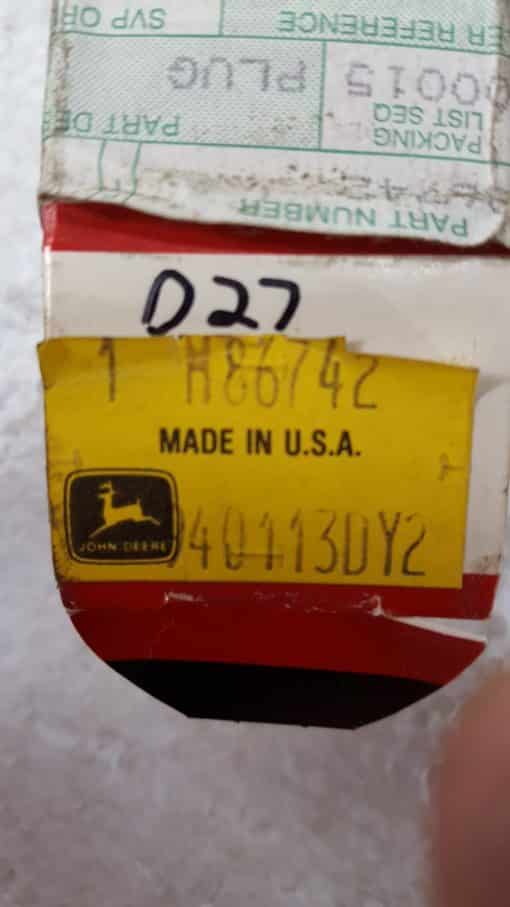 PART NUMBER
PACKING PART DE
LIST SEQ
00015 PLUG
ER REFERENCE SVP OR
D27
1 H86742
MADE IN U.S.A.
JOHN DEERE
40113DY2